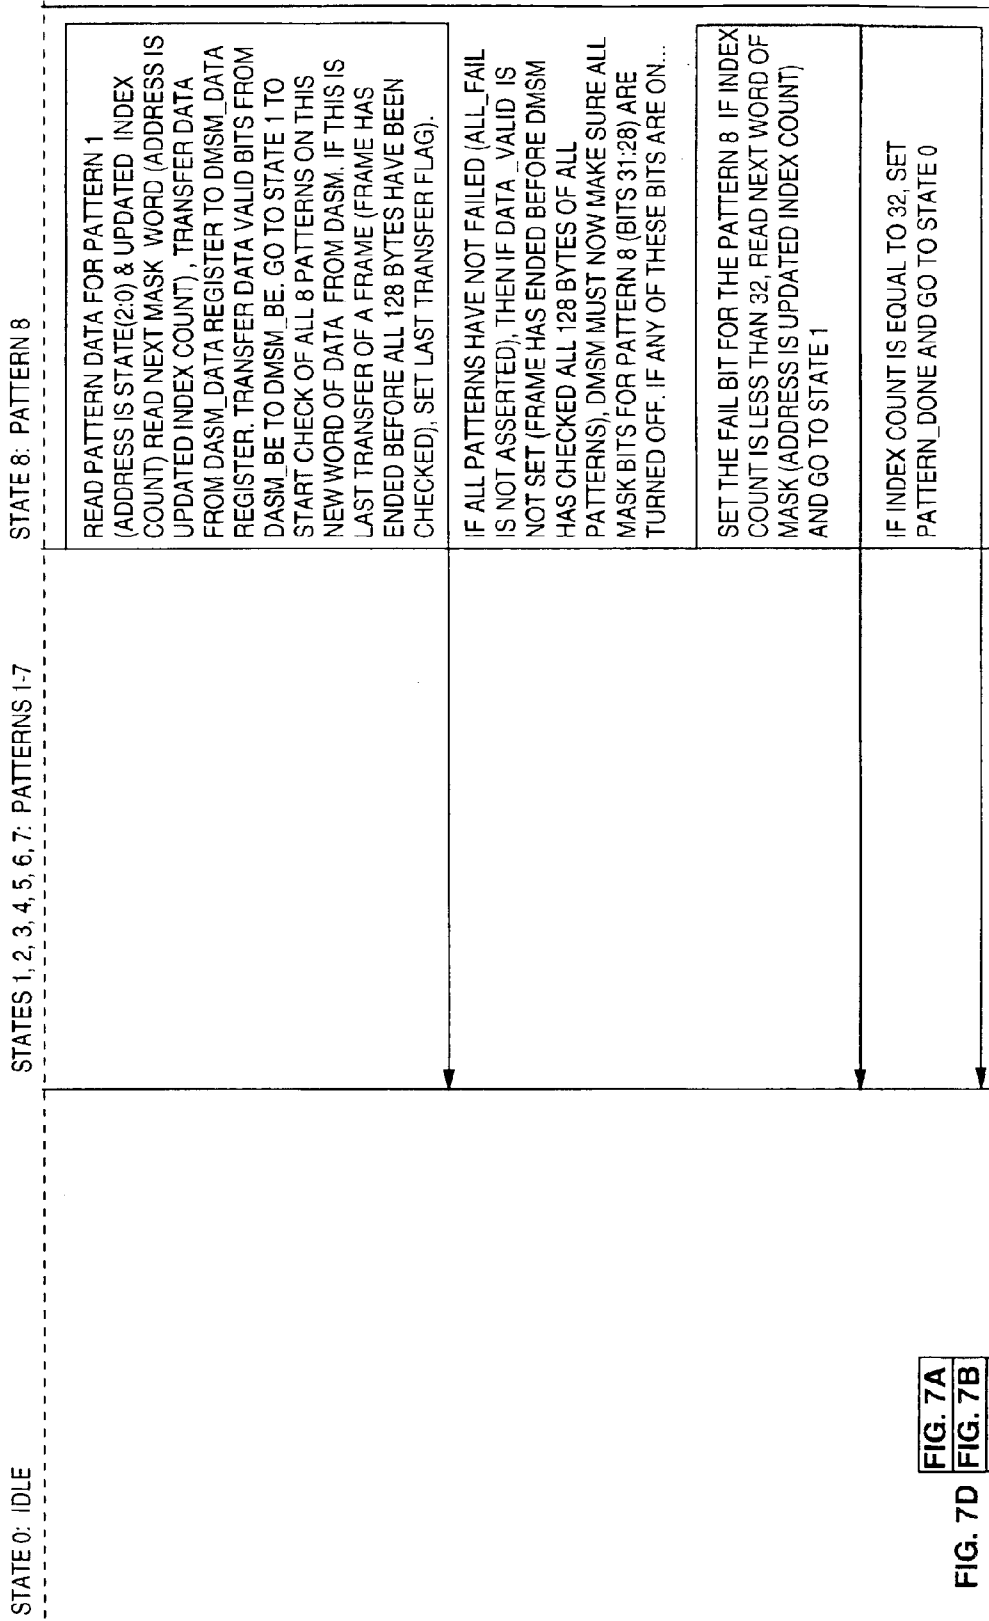 STATE 0: IDLE
STATES 1, 2, 3, 4, 5, 6, 7: PATTERNS 1-7
STATE 8: PATTERN 8
READ PATTERN DATA FOR PATTERN 1
(ADDRESS IS STATE(2:0) & UPDATED INDEX
COUNT) READ NEXT MASK WORD (ADDRESS IS
UPDATED INDEX COUNT) , TRANSFER DATA
FROM DASM_DATA REGISTER TO DMSM_DATA
REGISTER. TRANSFER DATA VALID BITS FROM
DASM_BE TO DMSM_BE. GO TO STATE 1 TO
START CHECK OF ALL 8 PATTERNS ON THIS
NEW WORD OF DATA FROM DASM. IF THIS IS
LAST TRANSFER OF A FRAME (FRAME HAS
ENDED BEFORE ALL 128 BYTES HAVE BEEN
CHECKED), SET LAST TRANSFER FLAG).
IF ALL PATTERNS HAVE NOT FAILED (ALL_FAIL
IS NOT ASSERTED), THEN IF DATA_VALID IS
NOT SET (FRAME HAS ENDED BEFORE DMSM
HAS CHECKED ALL 128 BYTES OF ALL
PATTERNS), DMSM MUST NOW MAKE SURE ALL
MASK BITS FOR PATTERN 8 (BITS 31:28) ARE
TURNED OFF. IF ANY OF THESE BITS ARE ON...
SET THE FAIL BIT FOR THE PATTERN 8 IF INDEX
COUNT IS LESS THAN 32, READ NEXT WORD OF
MASK (ADDRESS IS UPDATED INDEX COUNT)
AND GO TO STATE 1
IF INDEX COUNT IS EQUAL TO 32, SET
PATTERN_DONE AND GO TO STATE 0
FIG. 7D
FIG. 7A
FIG. 7B